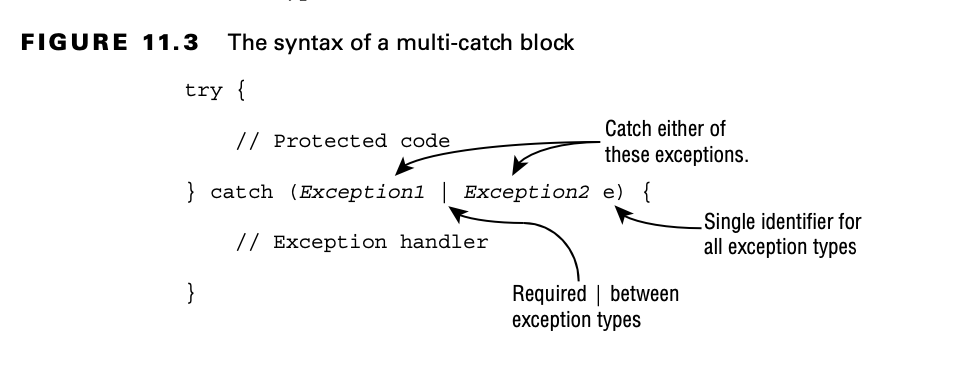 FIGURE 11.3 The syntax of a multi-catch block
try {
// Protected code
Catch either of
these exceptions.
} catch (Exception1 | Exception2 e) {
Single identifier for
all exception types
// Exception handler
Required | between
exception types
}